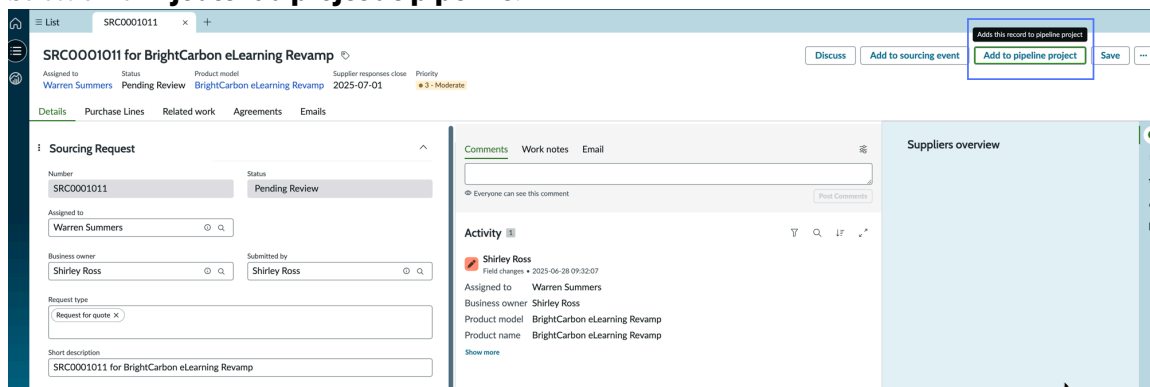 List
SRC0001011
Adds this record to pipeline project
SRC0001011 for BrightCarbon eLearning Revamp
Discuss
Add to sourcing event
Add to pipeline project
Save
Assigned to
Warren Summers
Status
Pending Review
Product model
BrightCarbon eLearning Revamp
Supplier responses close
2025-07-01
Priority
3 - Moderate
Details Purchase Lines Related work Agreements Emails
Sourcing Request
Number
SRC0001011
Status
Pending Review
Assigned to
Warren Summers
Business owner
Shirley Ross
Submitted by
Shirley Ross
Request type
Request for quote
Short description
SRC0001011 for BrightCarbon eLearning Revamp
Comments Work notes Email
Everyone can see this comment
Post Comments
Activity 1
Shirley Ross
Field changes • 2025-06-28 09:32:07
Assigned to Warren Summers
Business owner Shirley Ross
Product model BrightCarbon eLearning Revamp
Product name BrightCarbon eLearning Revamp
Show more
Suppliers overview